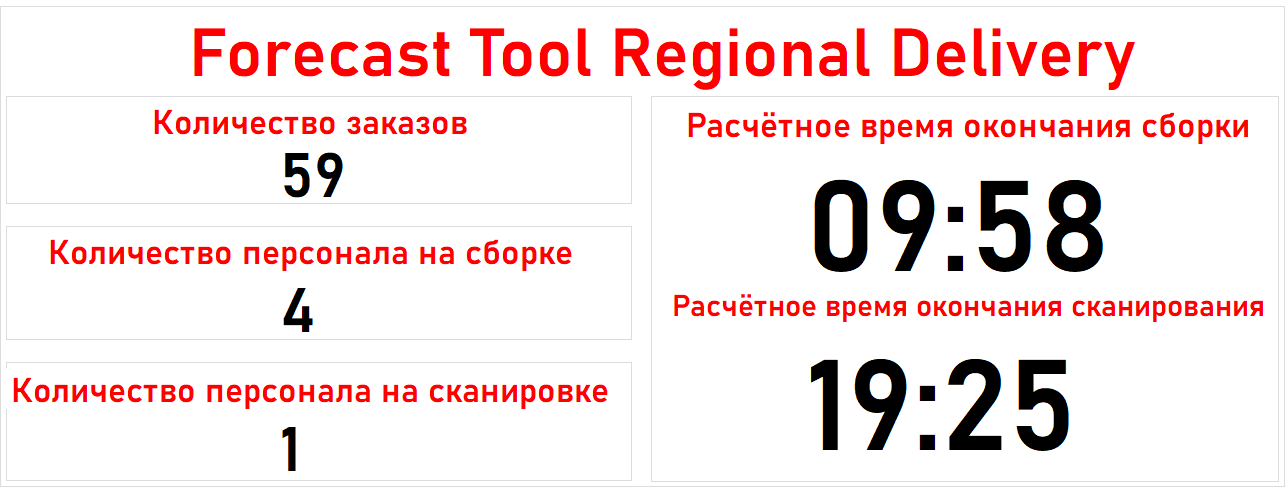 Forecast Tool Regional Delivery
Количество заказов
59
Количество персонала на сборке
4
Количество персонала на сканировке
1
Расчётное время окончания сборки
09:58
Расчётное время окончания сканирования
19:25